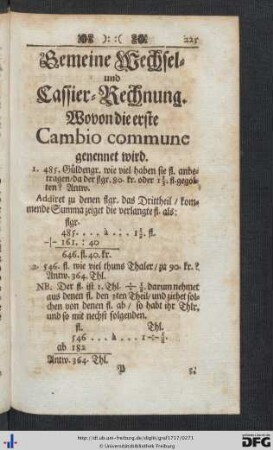 ):(
225
Gemeine Wechsel-
und
Cassier-Rechnung.
Wovon die erste
Cambio commune
genennet wird.
1. 485. Güldengr. wie viel haben sie fl. anbe-
tragen/ da der flgr. 80. kr. oder 1⅓. fl. gegol-
ten? Antw.
Addiret zu denen flgr. das Drittheil / kom-
mende Summa zeiget die verlangte fl. als:
flgr.
485. . . à . . 1⅓. fl.
-|- 161. : 40
646. fl. 40. kr.
2. 546. fl. wie viel thuns Thaler/ zu 90. kr.?
Antw. 364. Thl.
NB. Der fl. ist 1. Thl. ÷ ⅓. darum nehmet
aus denen fl. den 3ten Theil/ und ziehet sol-
chen von denen fl. ab/ so habt ihr Thlr.
und so mit nechst folgenden.
fl. Thl.
546 . . . à . . 1 ÷ ⅓.
ab 182
Antw. 364. Thl.
P